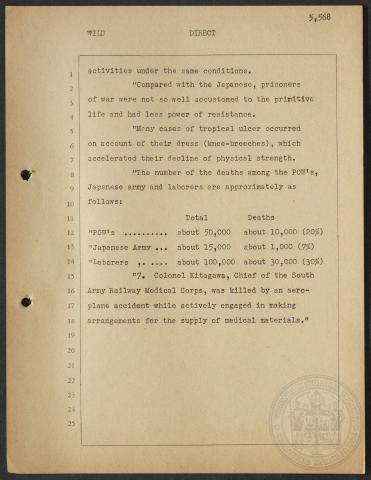 5,568
WILD DIRECT
1 activities under the same conditions.
2 "Compared with the Japanese, prisoners
3 of war were not so well accustomed to the primitive
4 life and had less power of resistance.
5 "Many cases of tropical ulcer occurred
6 on account of their dress (knee-breeches), which
7 accelerated their decline of physical strength.
8 "The number of the deaths among the POW's,
9 Japanese army and laborers are approximately as
10 follows:
11 Total Deaths
12 "POW's .......... about 50,000 about 10,000 (20%)
13 "Japanese Army ... about 15,000 about 1,000 (7%)
14 "Laborers ,. .... about 100,000 about 30,000 (30%)
15 "7. Colonel Kitagawa, Chief of the South
16 Army Railway Medical Corps, was killed by an aero-
17 plane accident while actively engaged in making
18 arrangements for the supply of medical materials."
19
20
21
22
23
24
25